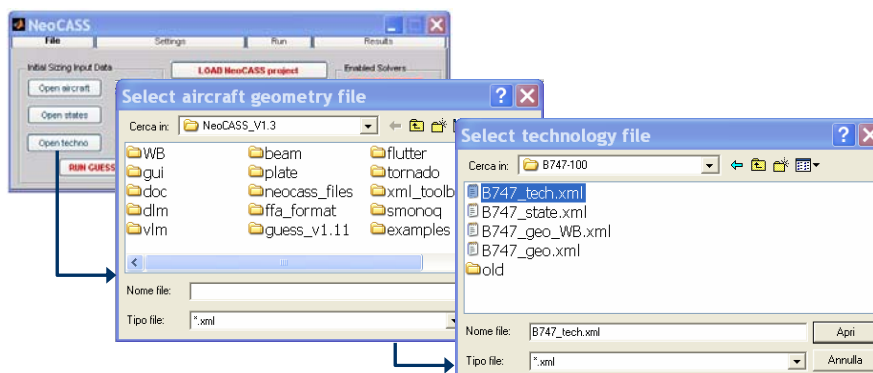 NeoCASS
File Settings Run Results
Initial Sizing Input Data
LOAD NeoCASS project
Enabled Solvers
Open aircraft
Open states
Open techno
RUN GUESS
Select aircraft geometry file
Cerca in: NeoCASS_V1.3
WB beam flutter
gui plate tornado
doc neocass_files xml_toolb
dlm ffa_format smonoq
vlm guess_v1.11 examples
Nome file:
Tipo file: *.xml
Select technology file
Cerca in: B747-100
B747_tech.xml
B747_state.xml
B747_geo_WB.xml
B747_geo.xml
old
Nome file: B747_tech.xml Apri
Tipo file: *.xml Annulla